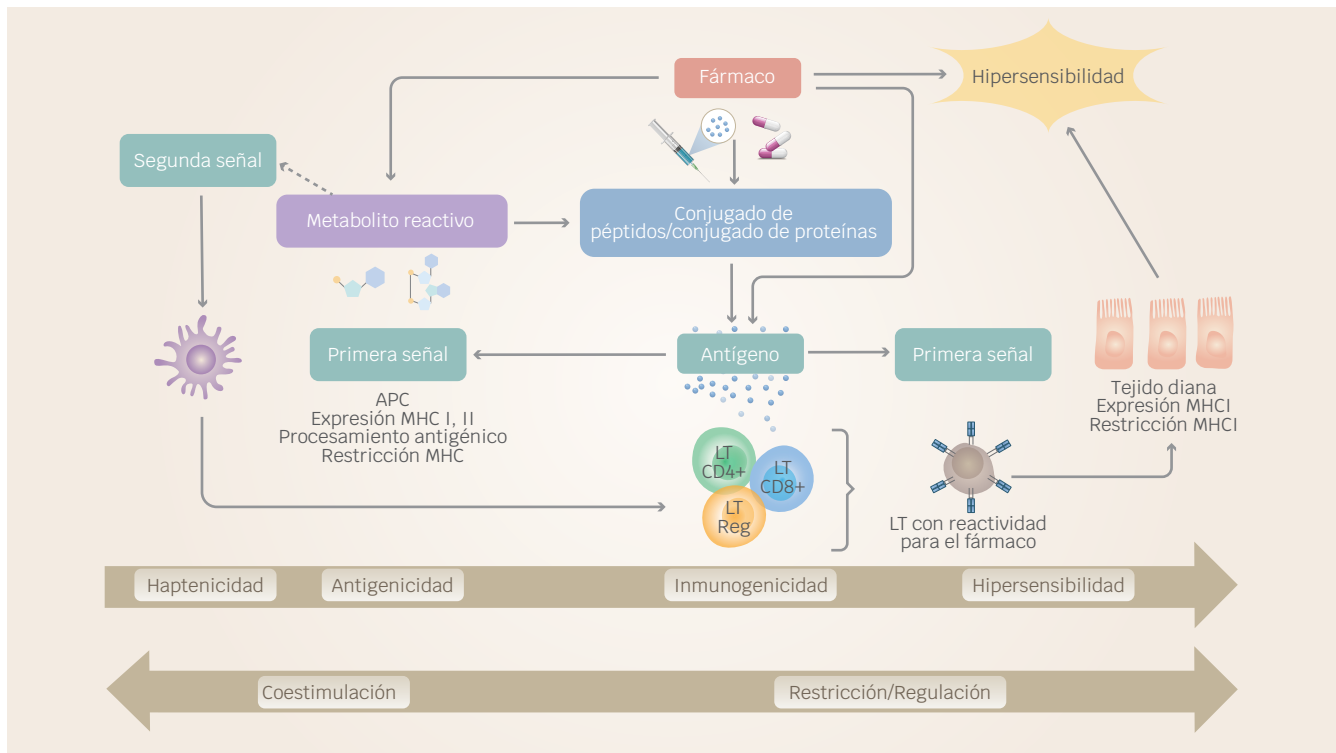 Fármaco
Hipersensibilidad
Segunda señal
Metabolito reactivo
Conjugado de
péptidos/conjugado de proteínas
Primera señal
APC
Expresión MHC I, II
Procesamiento antigénico
Restricción MHC
Antígeno
Primera señal
Tejido diana
Expresión MHCI
Restricción MHCI
LT
CD4+
LT
CD8+
LT
Reg
LT con reactividad
para el fármaco
Haptenicidad
Antigenicidad
Inmunogenicidad
Hipersensibilidad
Coestimulación
Restricción/Regulación